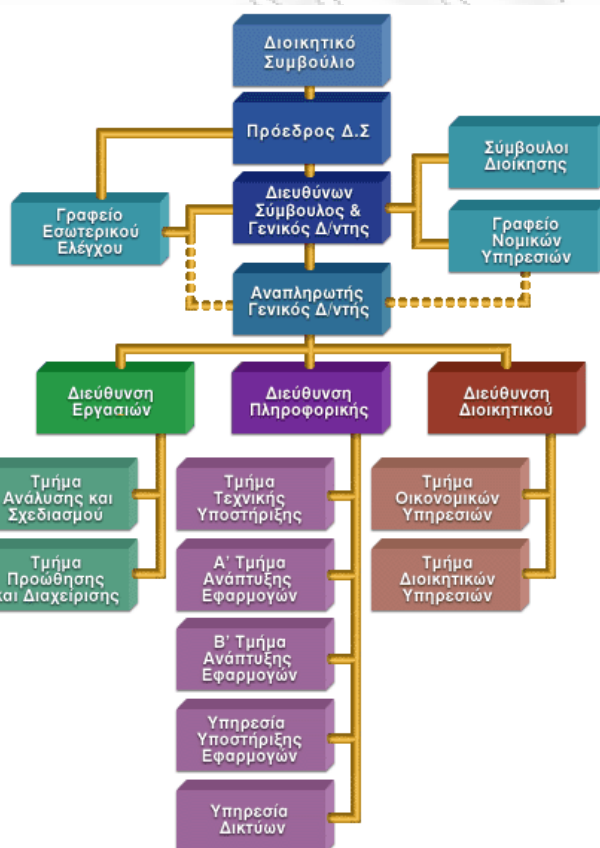 Διοικητικό
Συμβούλιο
Πρόεδρος Δ.Σ
Σύμβουλοι
Διοίκησης
Διευθύνων
Σύμβουλος &
Γενικός Δ/ντης
Γραφείο
Εσωτερικού
Ελέγχου
Γραφείο
Νομικών
Υπηρεσιών
Αναπληρωτής
Γενικός Δ/ντής
Διεύθυνση
Εργασιών
Διεύθυνση
Πληροφορικής
Διεύθυνση
Διοικητικού
Τμήμα
Ανάλυσης και
Σχεδιασμού
Τμήμα
Προώθησης
και Διαχείρισης
Τμήμα
Τεχνικής
Υποστήριξης
Α' Τμήμα
Ανάπτυξης
Εφαρμογών
Β' Τμήμα
Ανάπτυξης
Εφαρμογών
Υπηρεσία
Υποστήριξης
Εφαρμογών
Υπηρεσία
Δικτύων
Τμήμα
Οικονομικών
Υπηρεσιών
Τμήμα
Διοικητικών
Υπηρεσιών